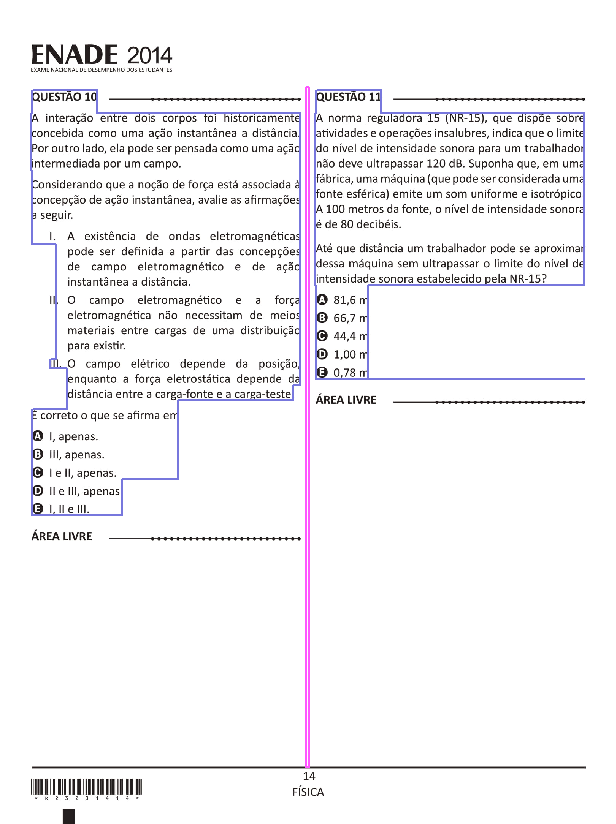 ENADE 2014
EXAME NACIONAL DE DESEMPENHO DOS ESTUDANTES
QUESTÃO 10
A interação entre dois corpos foi historicamente
concebida como uma ação instantânea a distância.
Por outro lado, ela pode ser pensada como uma ação
intermediada por um campo.
Considerando que a noção de força está associada à
concepção de ação instantânea, avalie as afirmações
a seguir.
I. A existência de ondas eletromagnéticas
pode ser definida a partir das concepções
de campo eletromagnético e de ação
instantânea a distância.
II. O campo eletromagnético e a força
eletromagnética não necessitam de meios
materiais entre cargas de uma distribuição
para existir.
III. O campo elétrico depende da posição,
enquanto a força eletrostática depende da
distância entre a carga-fonte e a carga-teste.
É correto o que se afirma em
A I, apenas.
B III, apenas.
C I e II, apenas.
D II e III, apenas
E I, II e III.
ÁREA LIVRE
QUESTÃO 11
A norma reguladora 15 (NR-15), que dispõe sobre
atividades e operações insalubres, indica que o limite
do nível de intensidade sonora para um trabalhador
não deve ultrapassar 120 dB. Suponha que, em uma
fábrica, uma máquina (que pode ser considerada uma
fonte esférica) emite um som uniforme e isotrópico.
A 100 metros da fonte, o nível de intensidade sonora
é de 80 decibéis.
Até que distância um trabalhador pode se aproximar
dessa máquina sem ultrapassar o limite do nível de
intensidade sonora estabelecido pela NR-15?
A 81,6 m
B 66,7 m
C 44,4 m
D 1,00 m
E 0,78 m
ÁREA LIVRE
14
FÍSICA